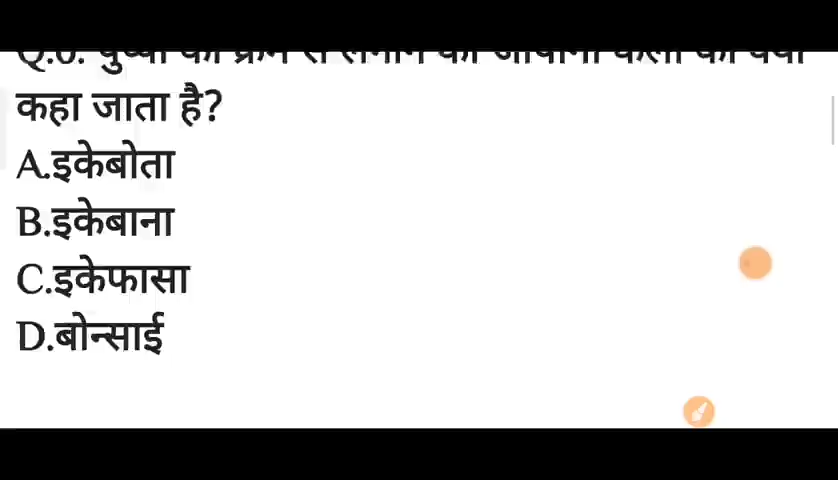 कहा जाता है?
A.इकेबोता
B.इकेबाना
C.इकेफासा
D.बोन्साई